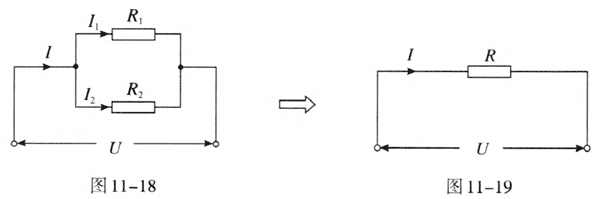 I
I₁
R₁
I₂
R₂
U
图11-18
I
R
U
图11-19